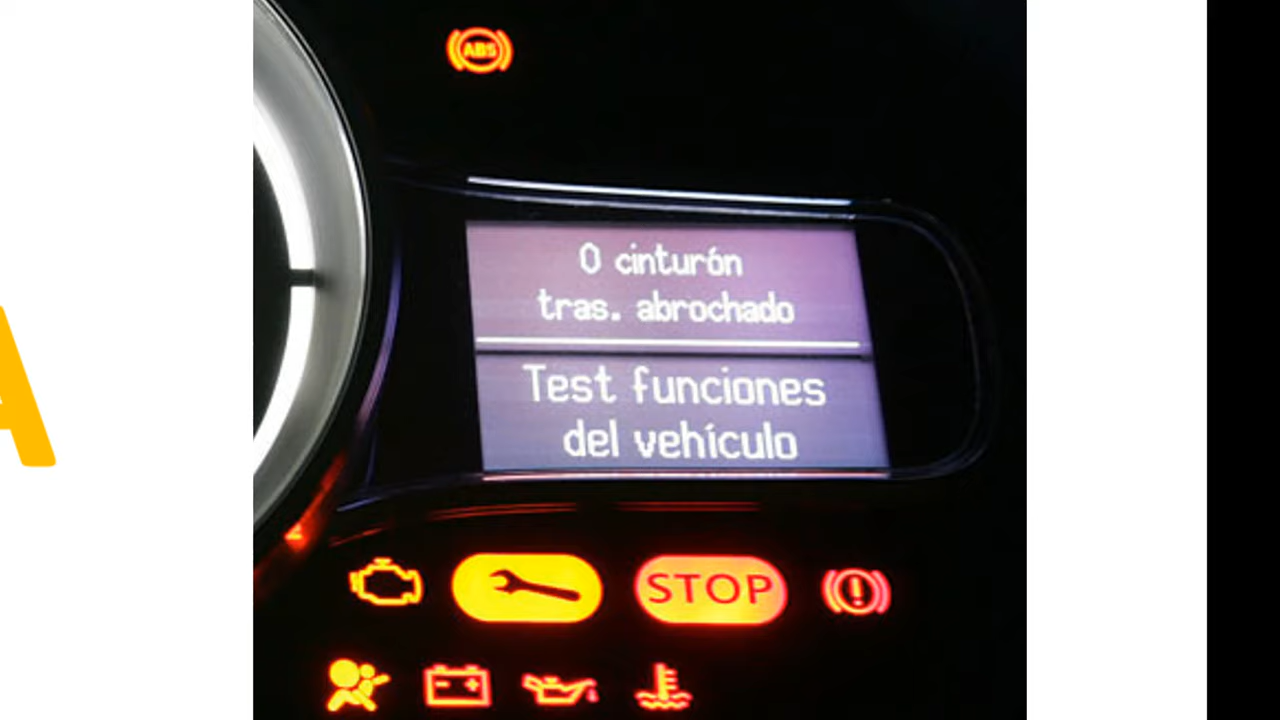 A
ABS
0 cinturón
tras. abrochado
Test funciones
del vehículo
STOP